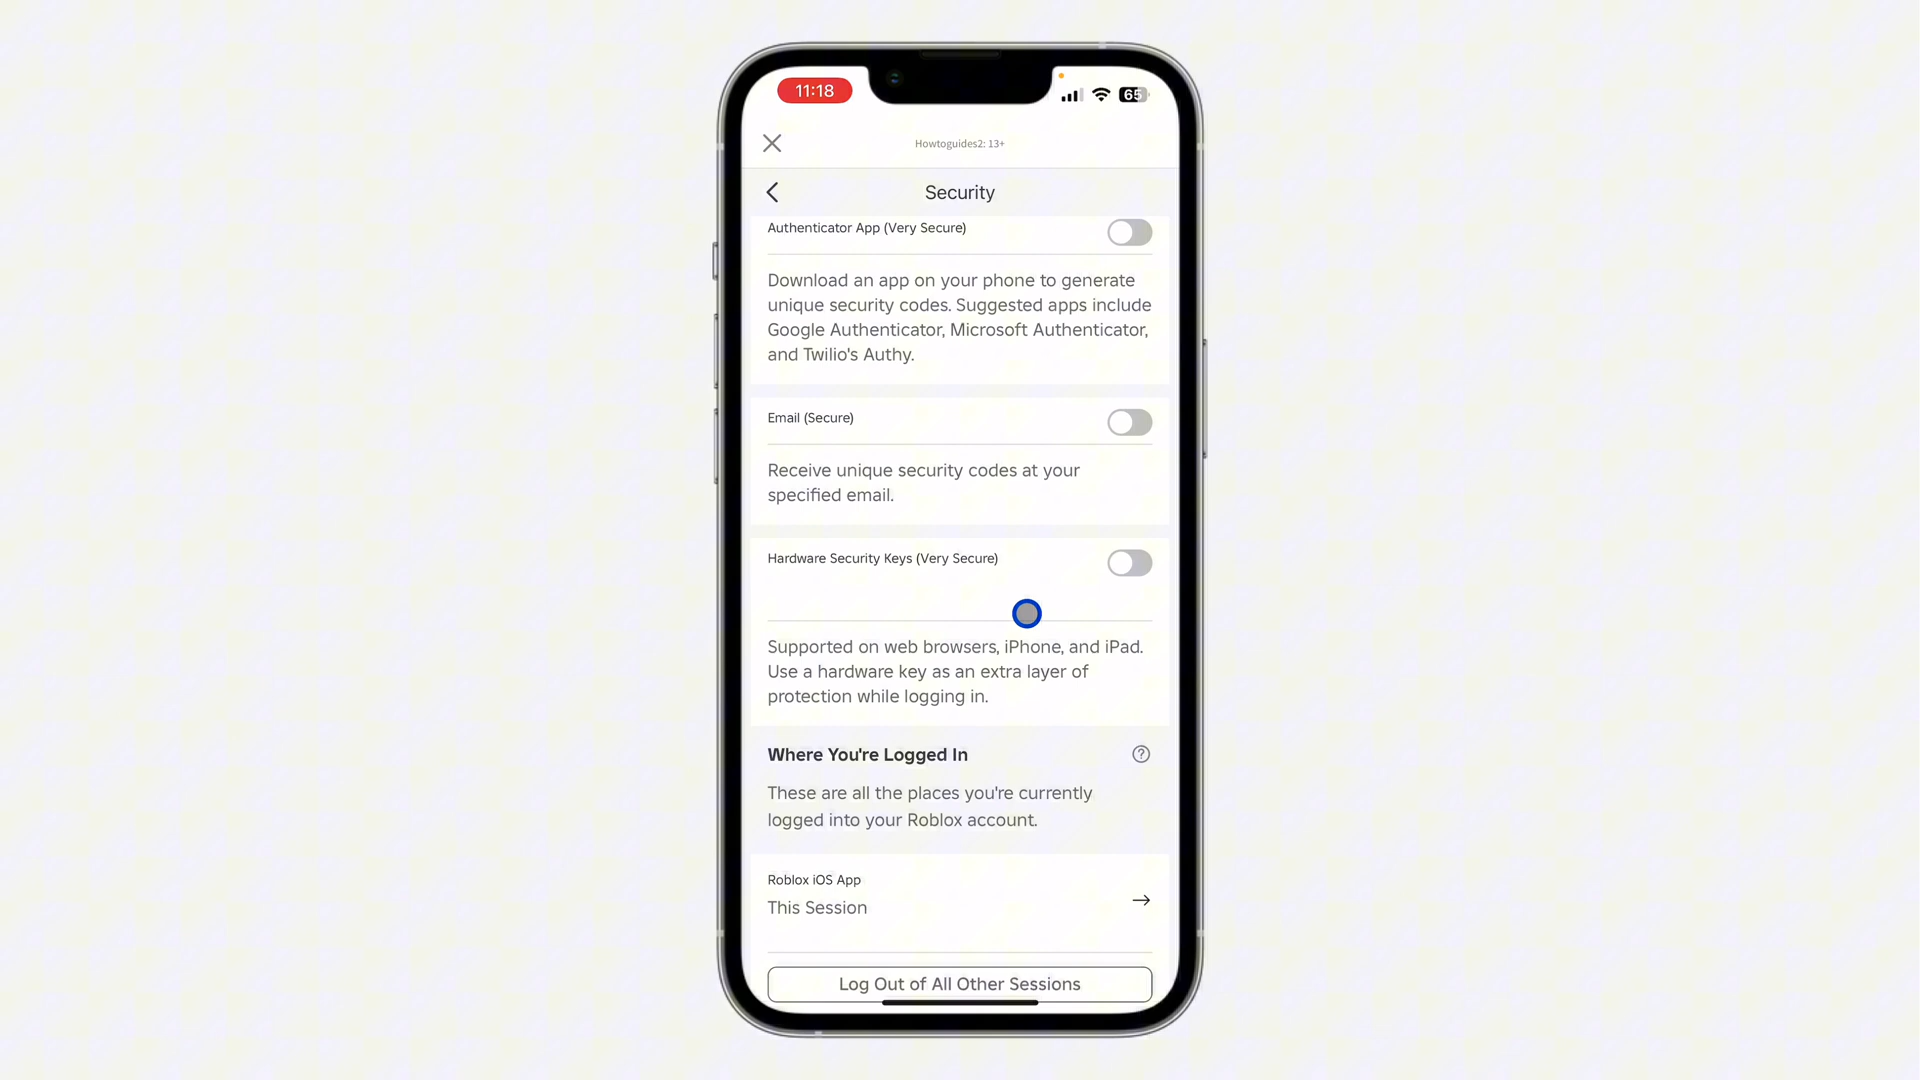 11:18
65
Howtoguides2: 13+
Security
Authenticator App (Very Secure)
Download an app on your phone to generate
unique security codes. Suggested apps include
Google Authenticator, Microsoft Authenticator,
and Twilio's Authy.
Email (Secure)
Receive unique security codes at your
specified email.
Hardware Security Keys (Very Secure)
Supported on web browsers, iPhone, and iPad.
Use a hardware key as an extra layer of
protection while logging in.
Where You're Logged In
These are all the places you're currently
logged into your Roblox account.
Roblox iOS App
This Session
Log Out of All Other Sessions